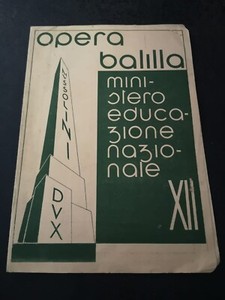 opera
balilla
mini-
stero
educa-
zione
nazio-
nale
XII
MUSSOLINI
DVX